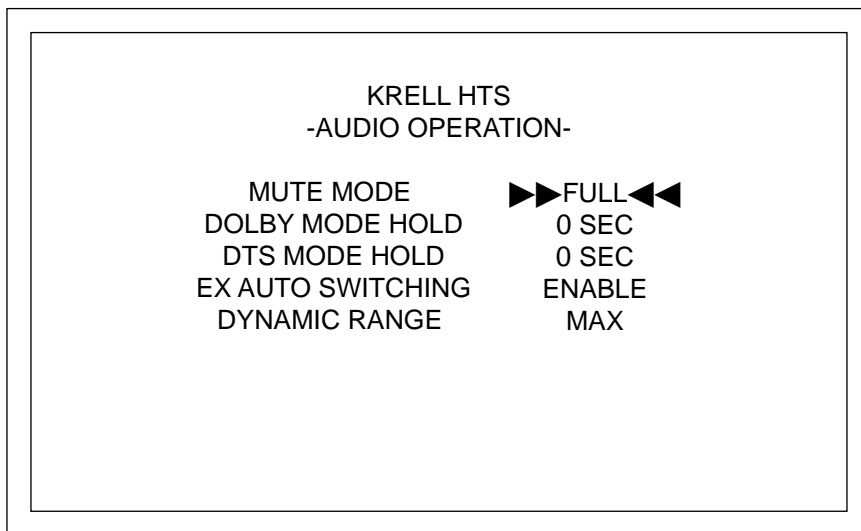 KRELL HTS
-AUDIO OPERATION-
MUTE MODE ▶▶FULL◀◀
DOLBY MODE HOLD 0 SEC
DTS MODE HOLD 0 SEC
EX AUTO SWITCHING ENABLE
DYNAMIC RANGE MAX